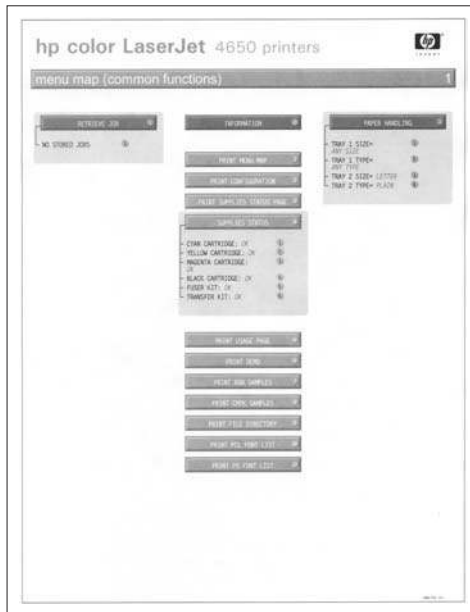 hp color LaserJet 4650 printers
hp
invent
menu map (common functions)
1
RETRIEVE JOB
NO STORED JOBS
INFORMATION
PRINT MENU MAP
PRINT CONFIGURATION
PRINT SUPPLIES STATUS PAGE
SUPPLIES STATUS
CYAN CARTRIDGE: OK
YELLOW CARTRIDGE: OK
MAGENTA CARTRIDGE:
OK
BLACK CARTRIDGE: OK
FUSER KIT: OK
TRANSFER KIT: OK
PRINT USAGE PAGE
PRINT DEMO
PRINT RGB SAMPLES
PRINT CMYK SAMPLES
PRINT FILE DIRECTORY
PRINT PCL FONT LIST
PRINT PS FONT LIST
PAPER HANDLING
TRAY 1 SIZE=
ANY SIZE
TRAY 1 TYPE=
ANY TYPE
TRAY 2 SIZE= LETTER
TRAY 2 TYPE= PLAIN